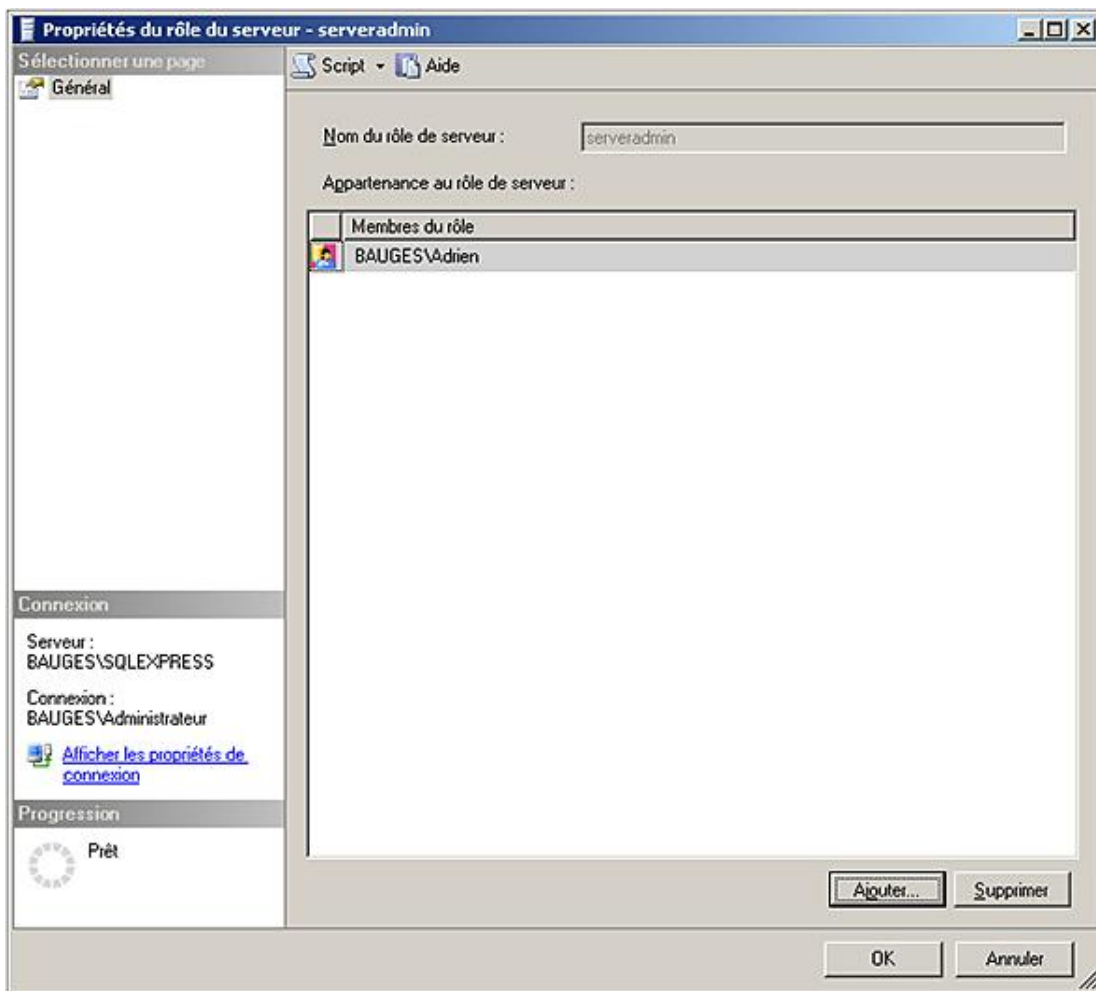 Propriétés du rôle du serveur - serveradmin
Sélectionner une page
Général
Script
Aide
Nom du rôle de serveur :
serveradmin
Appartenance au rôle de serveur :
Membres du rôle
BAUGES\Adrien
Connexion
Serveur :
BAUGES\SQLEXPRESS
Connexion :
BAUGES\Administrateur
Afficher les propriétés de
connexion
Progression
Prêt
Ajouter...
Supprimer
OK
Annuler